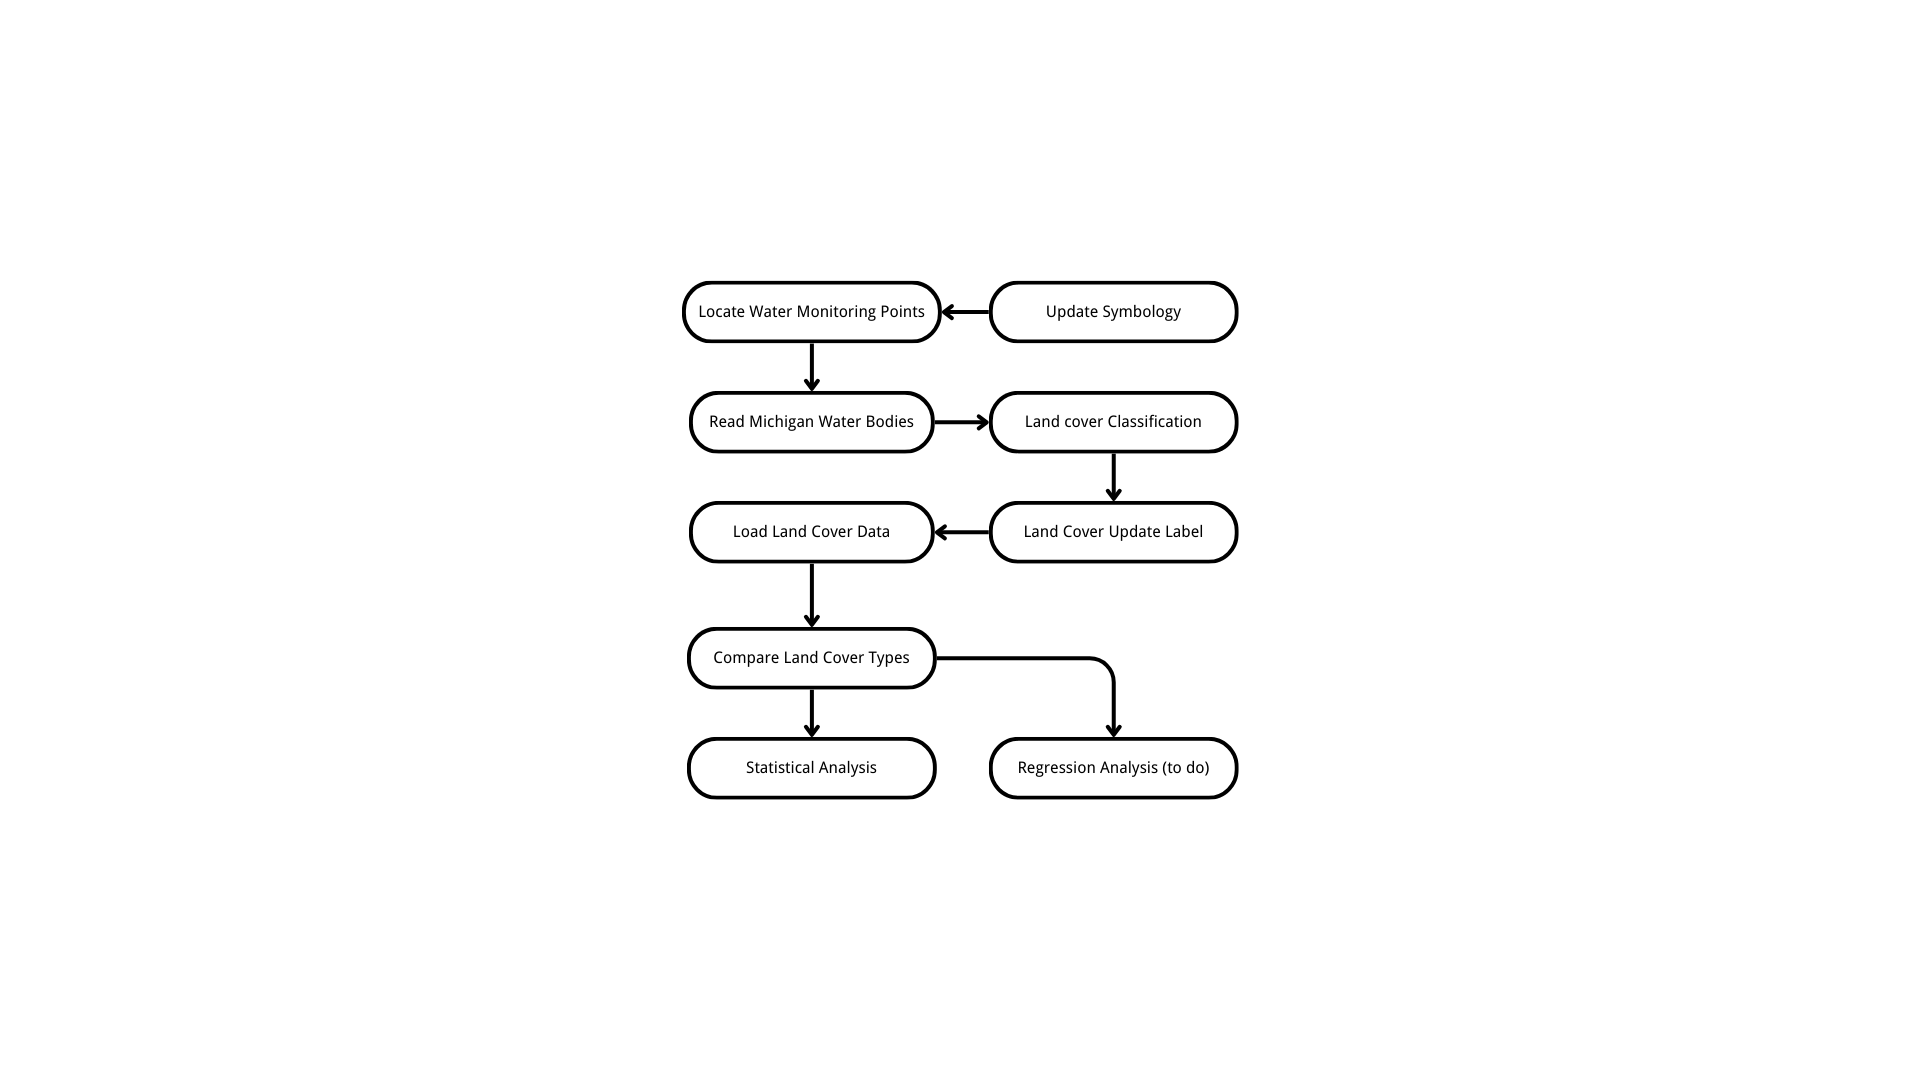 Locate Water Monitoring Points
Update Symbology
Read Michigan Water Bodies
Land cover Classification
Load Land Cover Data
Land Cover Update Label
Compare Land Cover Types
Statistical Analysis
Regression Analysis (to do)